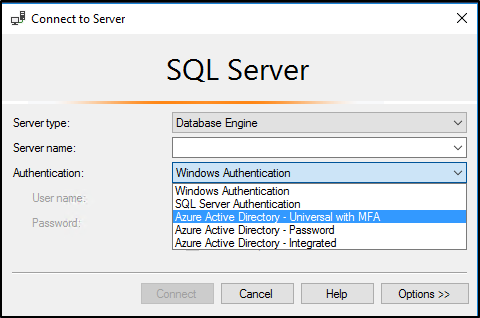 Connect to Server
SQL Server
Server type: Database Engine
Server name:
Authentication: Windows Authentication
Windows Authentication
User name: SQL Server Authentication
Azure Active Directory - Universal with MFA
Password: Azure Active Directory - Password
Azure Active Directory - Integrated
Connect Cancel Help Options >>